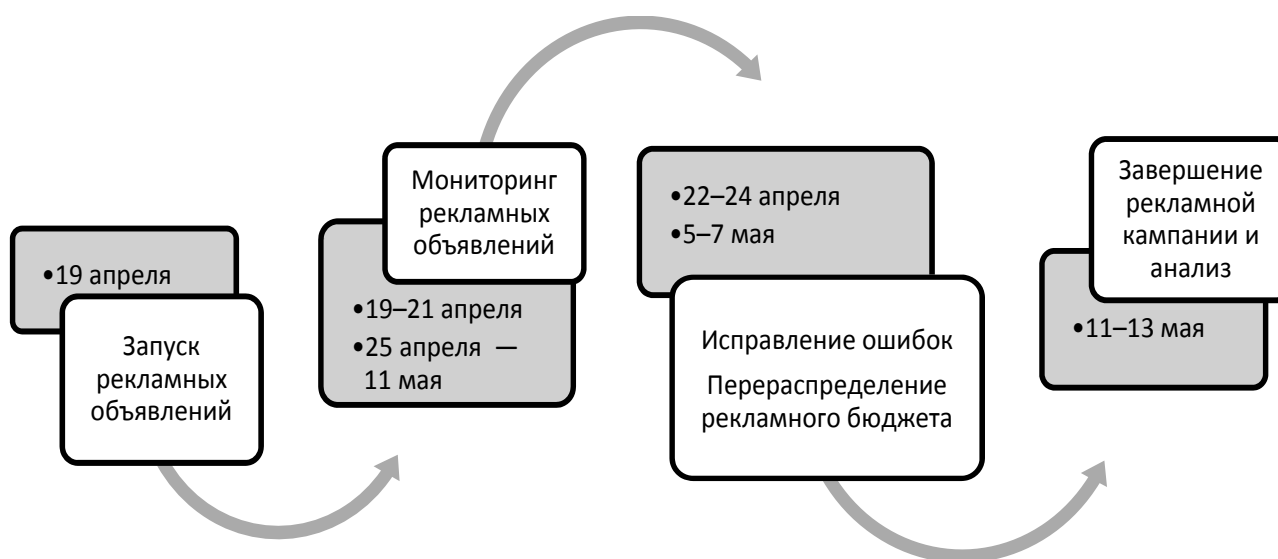 •19 апреля
Запуск
рекламных
объявлений
Мониторинг
рекламных
объявлений
•19–21 апреля
•25 апреля —
11 мая
•22–24 апреля
•5–7 мая
Исправление ошибок
Перераспределение
рекламного бюджета
Завершение
рекламной
кампании и
анализ
•11–13 мая